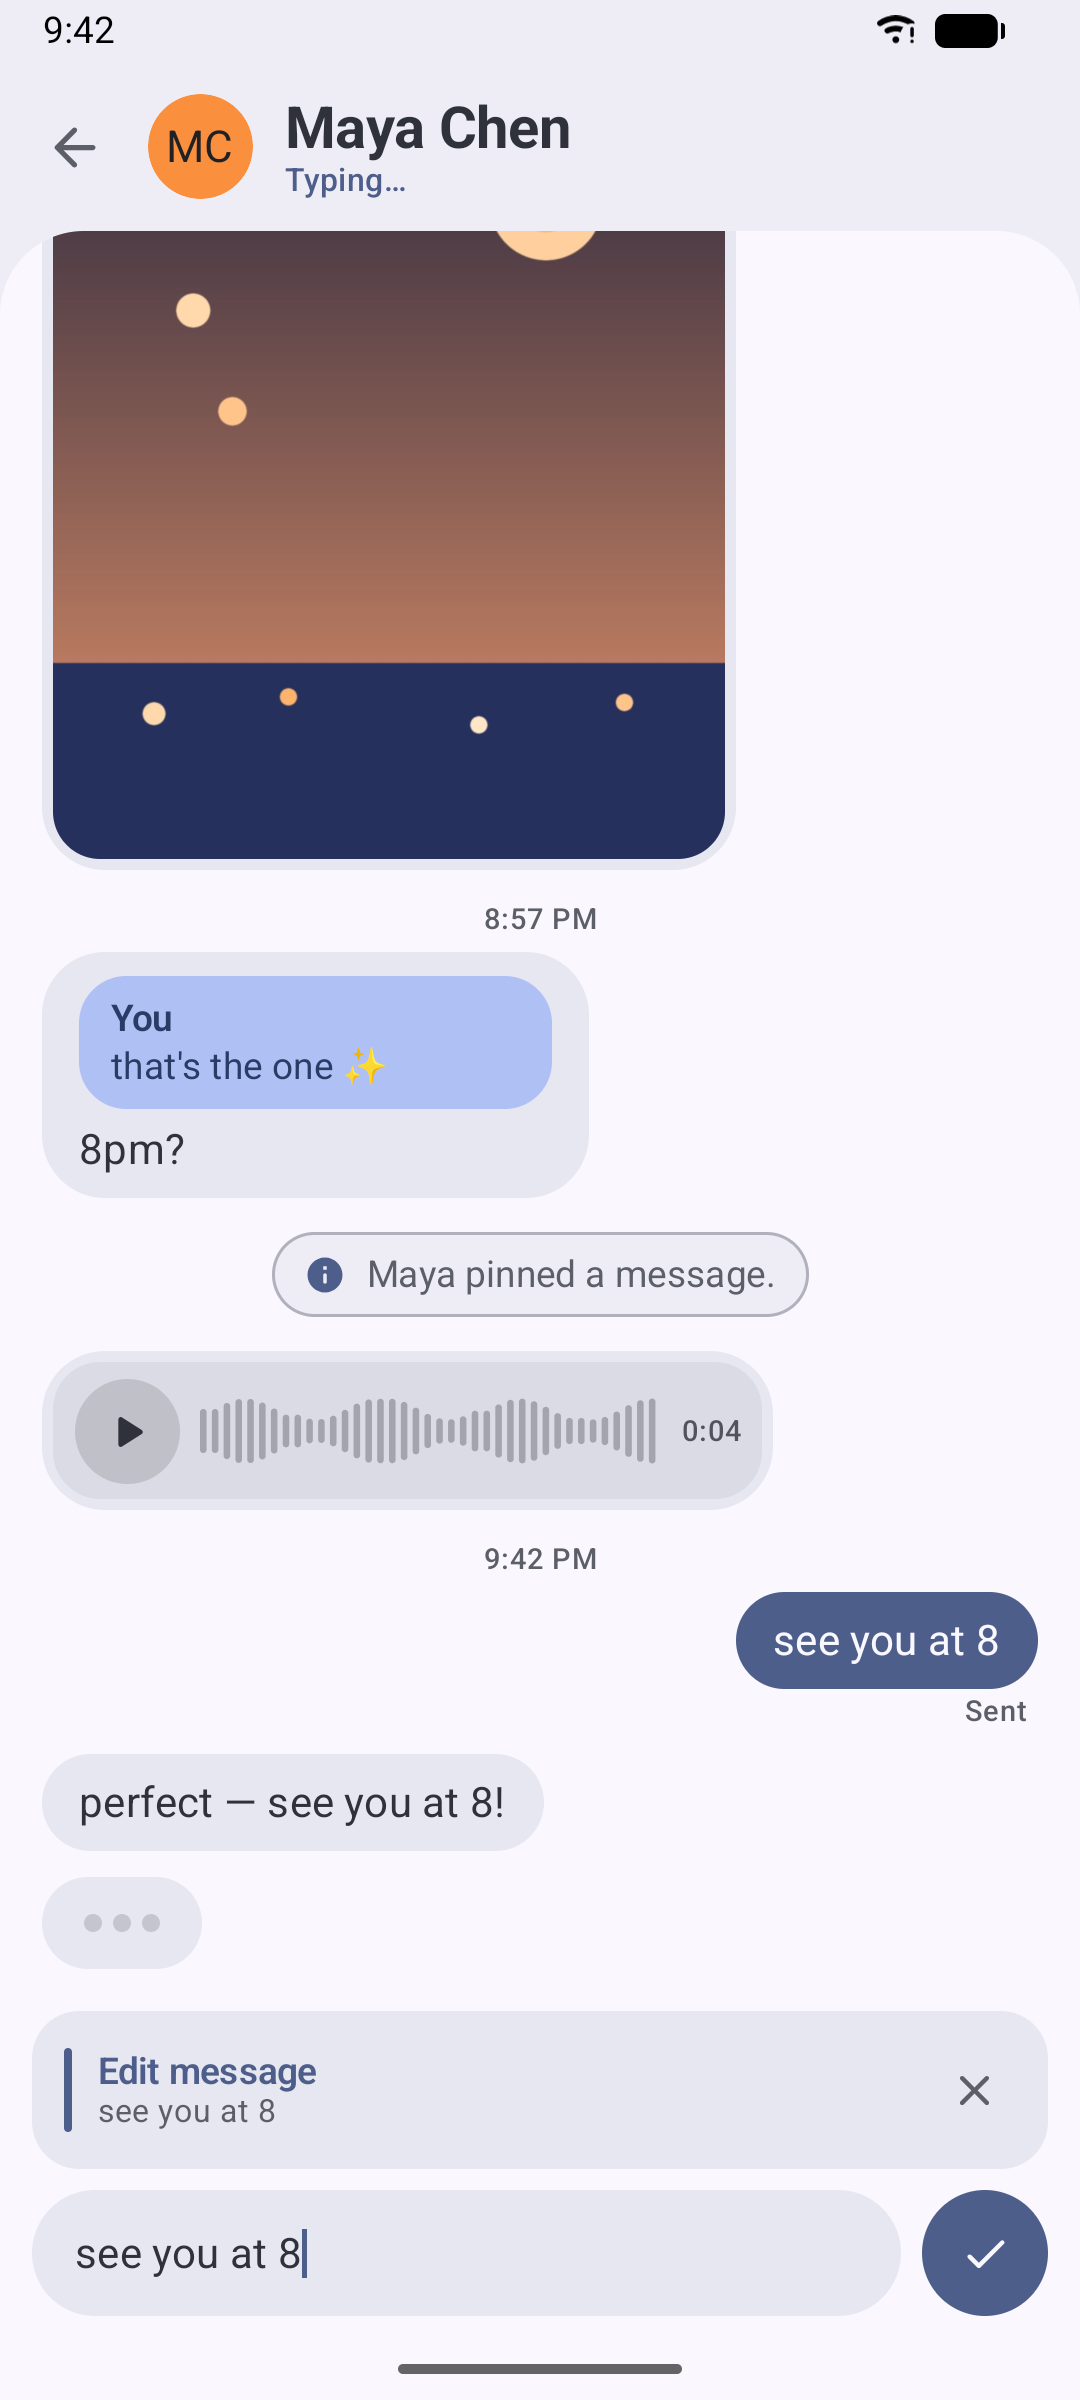 9:42
MC
Maya Chen
Typing…
8:57 PM
You
that's the one ✨
8pm?
Maya pinned a message.
0:04
9:42 PM
see you at 8
Sent
perfect — see you at 8!
Edit message
see you at 8
see you at 8